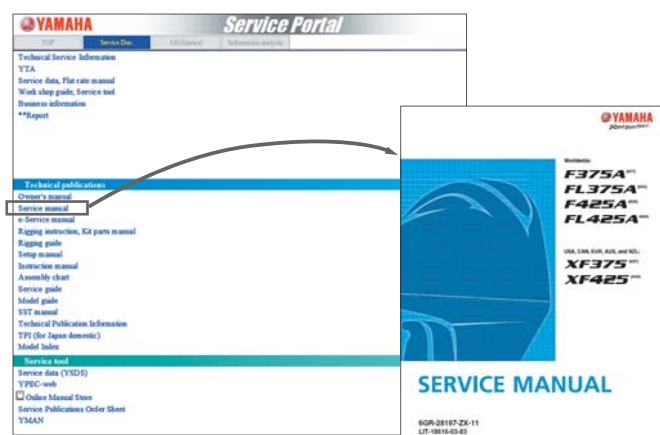 YAMAHA
Service Portal
TOP
Service Doc.
Information analysis
Technical Service Information
YTA
Service data, Flat rate manual
Work shop guide, Service tool
Business information
**Report
Technical publications
Owner's manual
Service manual
e-Service manual
Rigging instruction, Kit parts manual
Rigging guide
Setup manual
Instruction manual
Assembly chart
Service guide
Model guide
SST manual
Technical Publication Information
TPI (for Japan domestic)
Model Index
Service tool
Service data (YSDS)
YPEC-web
Online Manual Store
Service Publications Order Sheet
YMAN
YAMAHA
Worldwide:
F375A
FL375A
F425A
FL425A
USA, CAN, EUR, AUS, and NZL:
XF375
XF425
SERVICE MANUAL
6GR-28197-ZX-11
LIT-18616-03-83